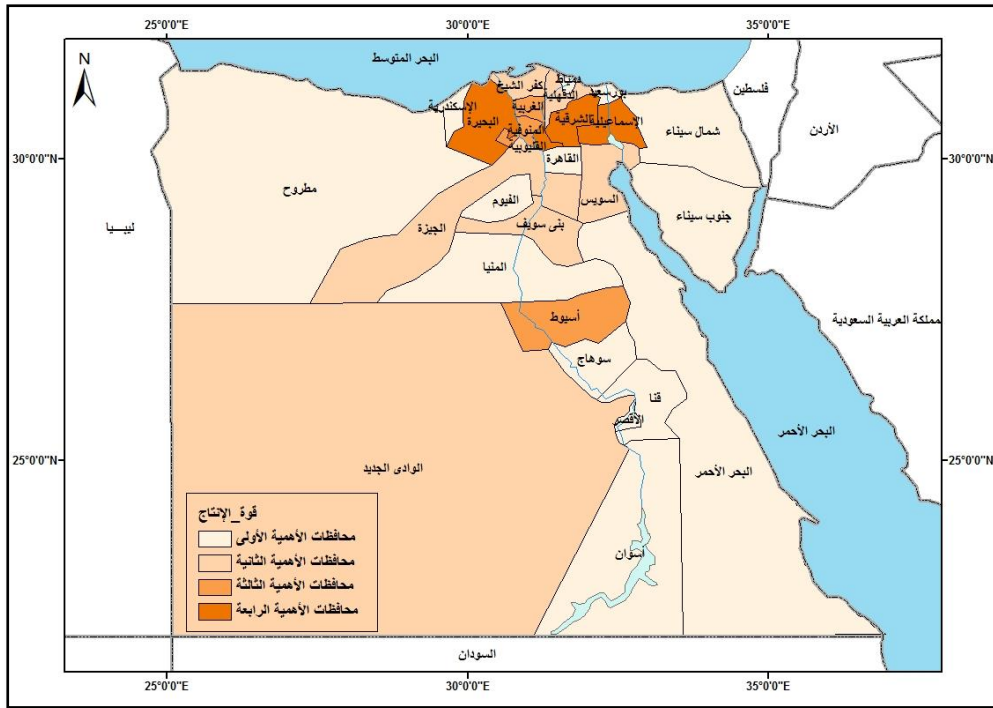 25°0'0"E 30°0'0"E 35°0'0"E
N
البحر المتوسط
دمياط
كفر الشيخ
بورسعيد
الدقهلية
فلسطين
الإسكندرية
الغربية
البحيرة
الشرقية
الإسماعيلية
شمال سيناء
الأردن
المنوفية
القليوبية
30°0'0"N 30°0'0"N
القاهرة
مطروح
الفيوم
السويس
جنوب سيناء
ليبـــيا
الجيزة
بنى سويف
المنيا
أسيوط
مملكة العربية السعودية
سوهاج
قنا
الأقصر
البحر الأحمر
25°0'0"N 25°0'0"N
الوادى الجديد
البحر الأحمر
قوة_الإنتاج
محافظات الأهمية الأولى
محافظات الأهمية الثانية
محافظات الأهمية الثالثة
محافظات الأهمية الرابعة
أسوان
السودان
25°0'0"E 30°0'0"E 35°0'0"E